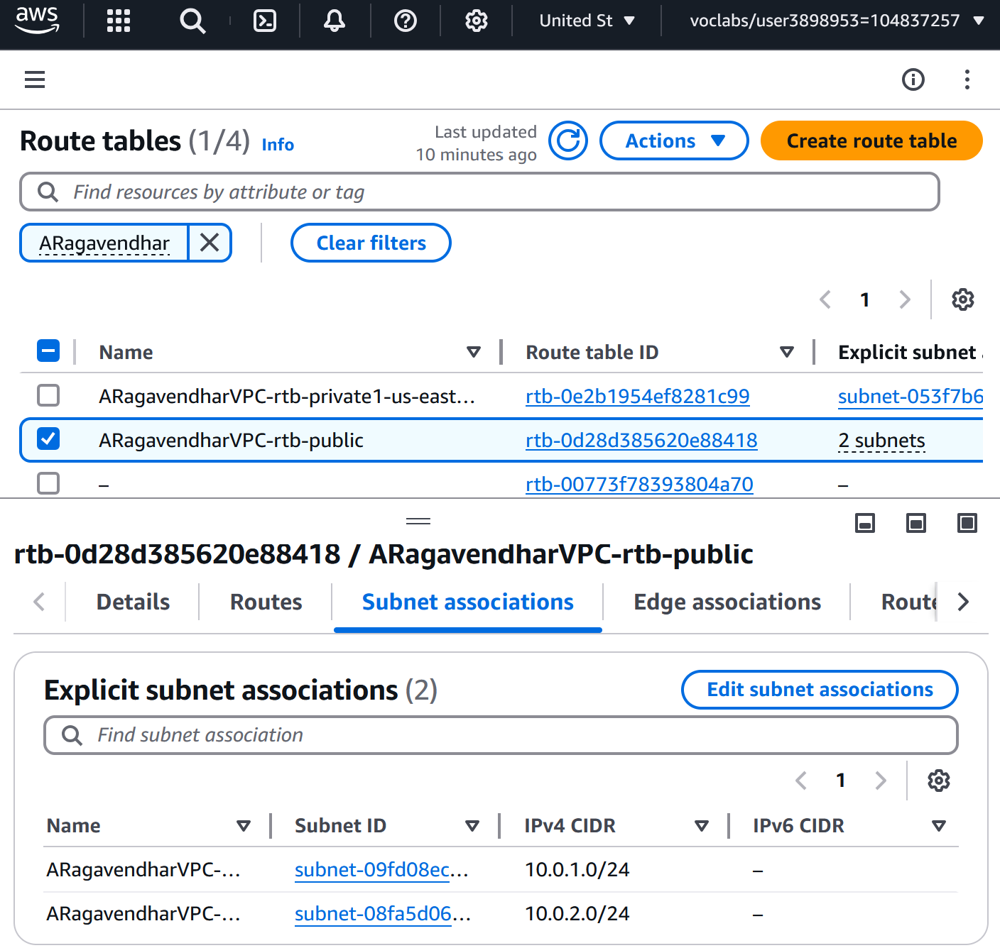 aws
United St
voclabs/user3898953=104837257
Route tables (1/4) Info
Last updated
10 minutes ago
Actions
Create route table
Find resources by attribute or tag
ARagavendhar
Clear filters
1
Name Route table ID Explicit subnet
ARagavendharVPC-rtb-private1-us-east... rtb-0e2b1954ef8281c99 subnet-053f7b6
ARagavendharVPC-rtb-public rtb-0d28d385620e88418 2 subnets
– rtb-00773f78393804a70 –
rtb-0d28d385620e88418 / ARagavendharVPC-rtb-public
Details Routes Subnet associations Edge associations Route
Explicit subnet associations (2)
Edit subnet associations
Find subnet association
1
Name Subnet ID IPv4 CIDR IPv6 CIDR
ARagavendharVPC-... subnet-09fd08ec... 10.0.1.0/24 –
ARagavendharVPC-... subnet-08fa5d06... 10.0.2.0/24 –